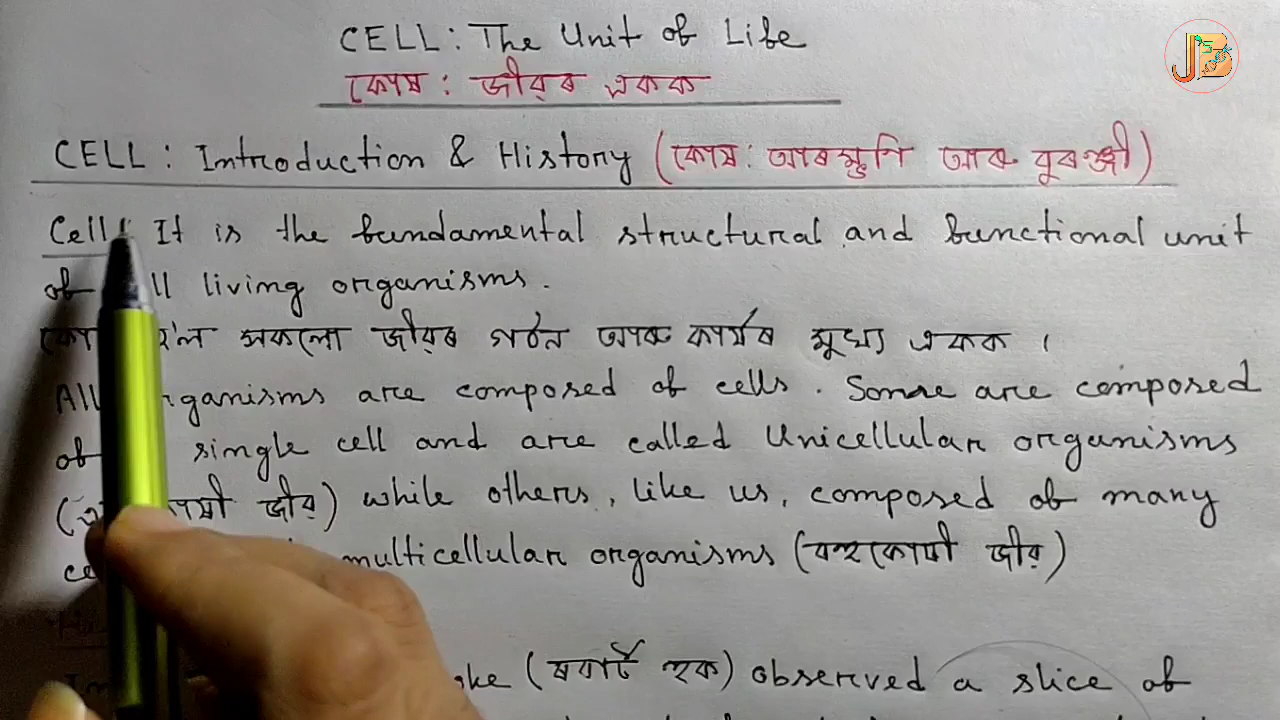 CELL: The Unit of Life
কোষ : জীৱৰ একক
CELL: Introduction & History (কোষ: আৰম্ভণি আৰু বুৰঞ্জী)
Cell: It is the fundamental structural and functional unit
of all living organisms.
হ'ল সকলো জীৱৰ গঠন আৰু কাৰ্যৰ মুখ্য একক ।
All organisms are composed of cells. Some are composed
of single cell and are called Unicellular organisms
জীৱ) while others, like us, composed of many
multicellular organisms (বহুকোষী জীৱ)
(ৰবাৰ্ট হুক) observed a slice of
JB